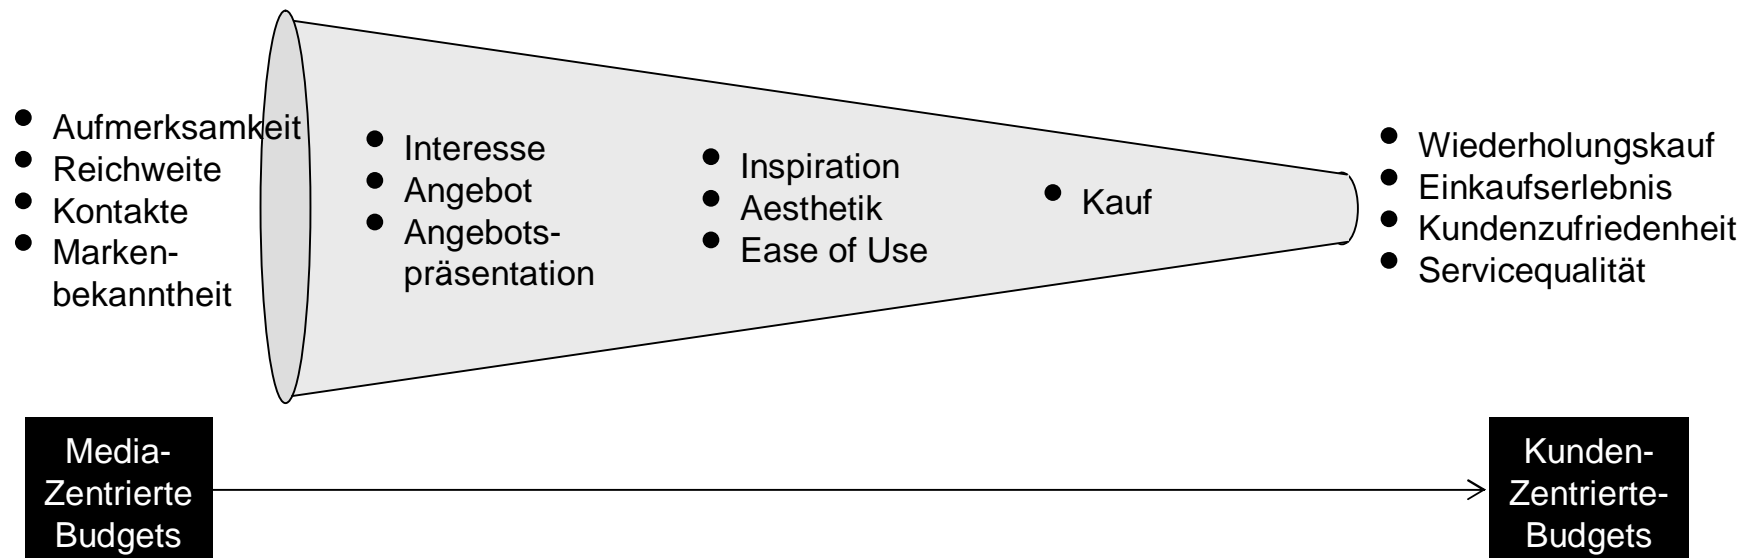 • Aufmerksamkeit
• Reichweite
• Kontakte
• Marken-
bekanntheit
• Interesse
• Angebot
• Angebots-
präsentation
• Inspiration
• Aesthetik
• Ease of Use
• Kauf
• Wiederholungskauf
• Einkaufserlebnis
• Kundenzufriedenheit
• Servicequalität
Media-
Zentrierte
Budgets
Kunden-
Zentrierte-
Budgets